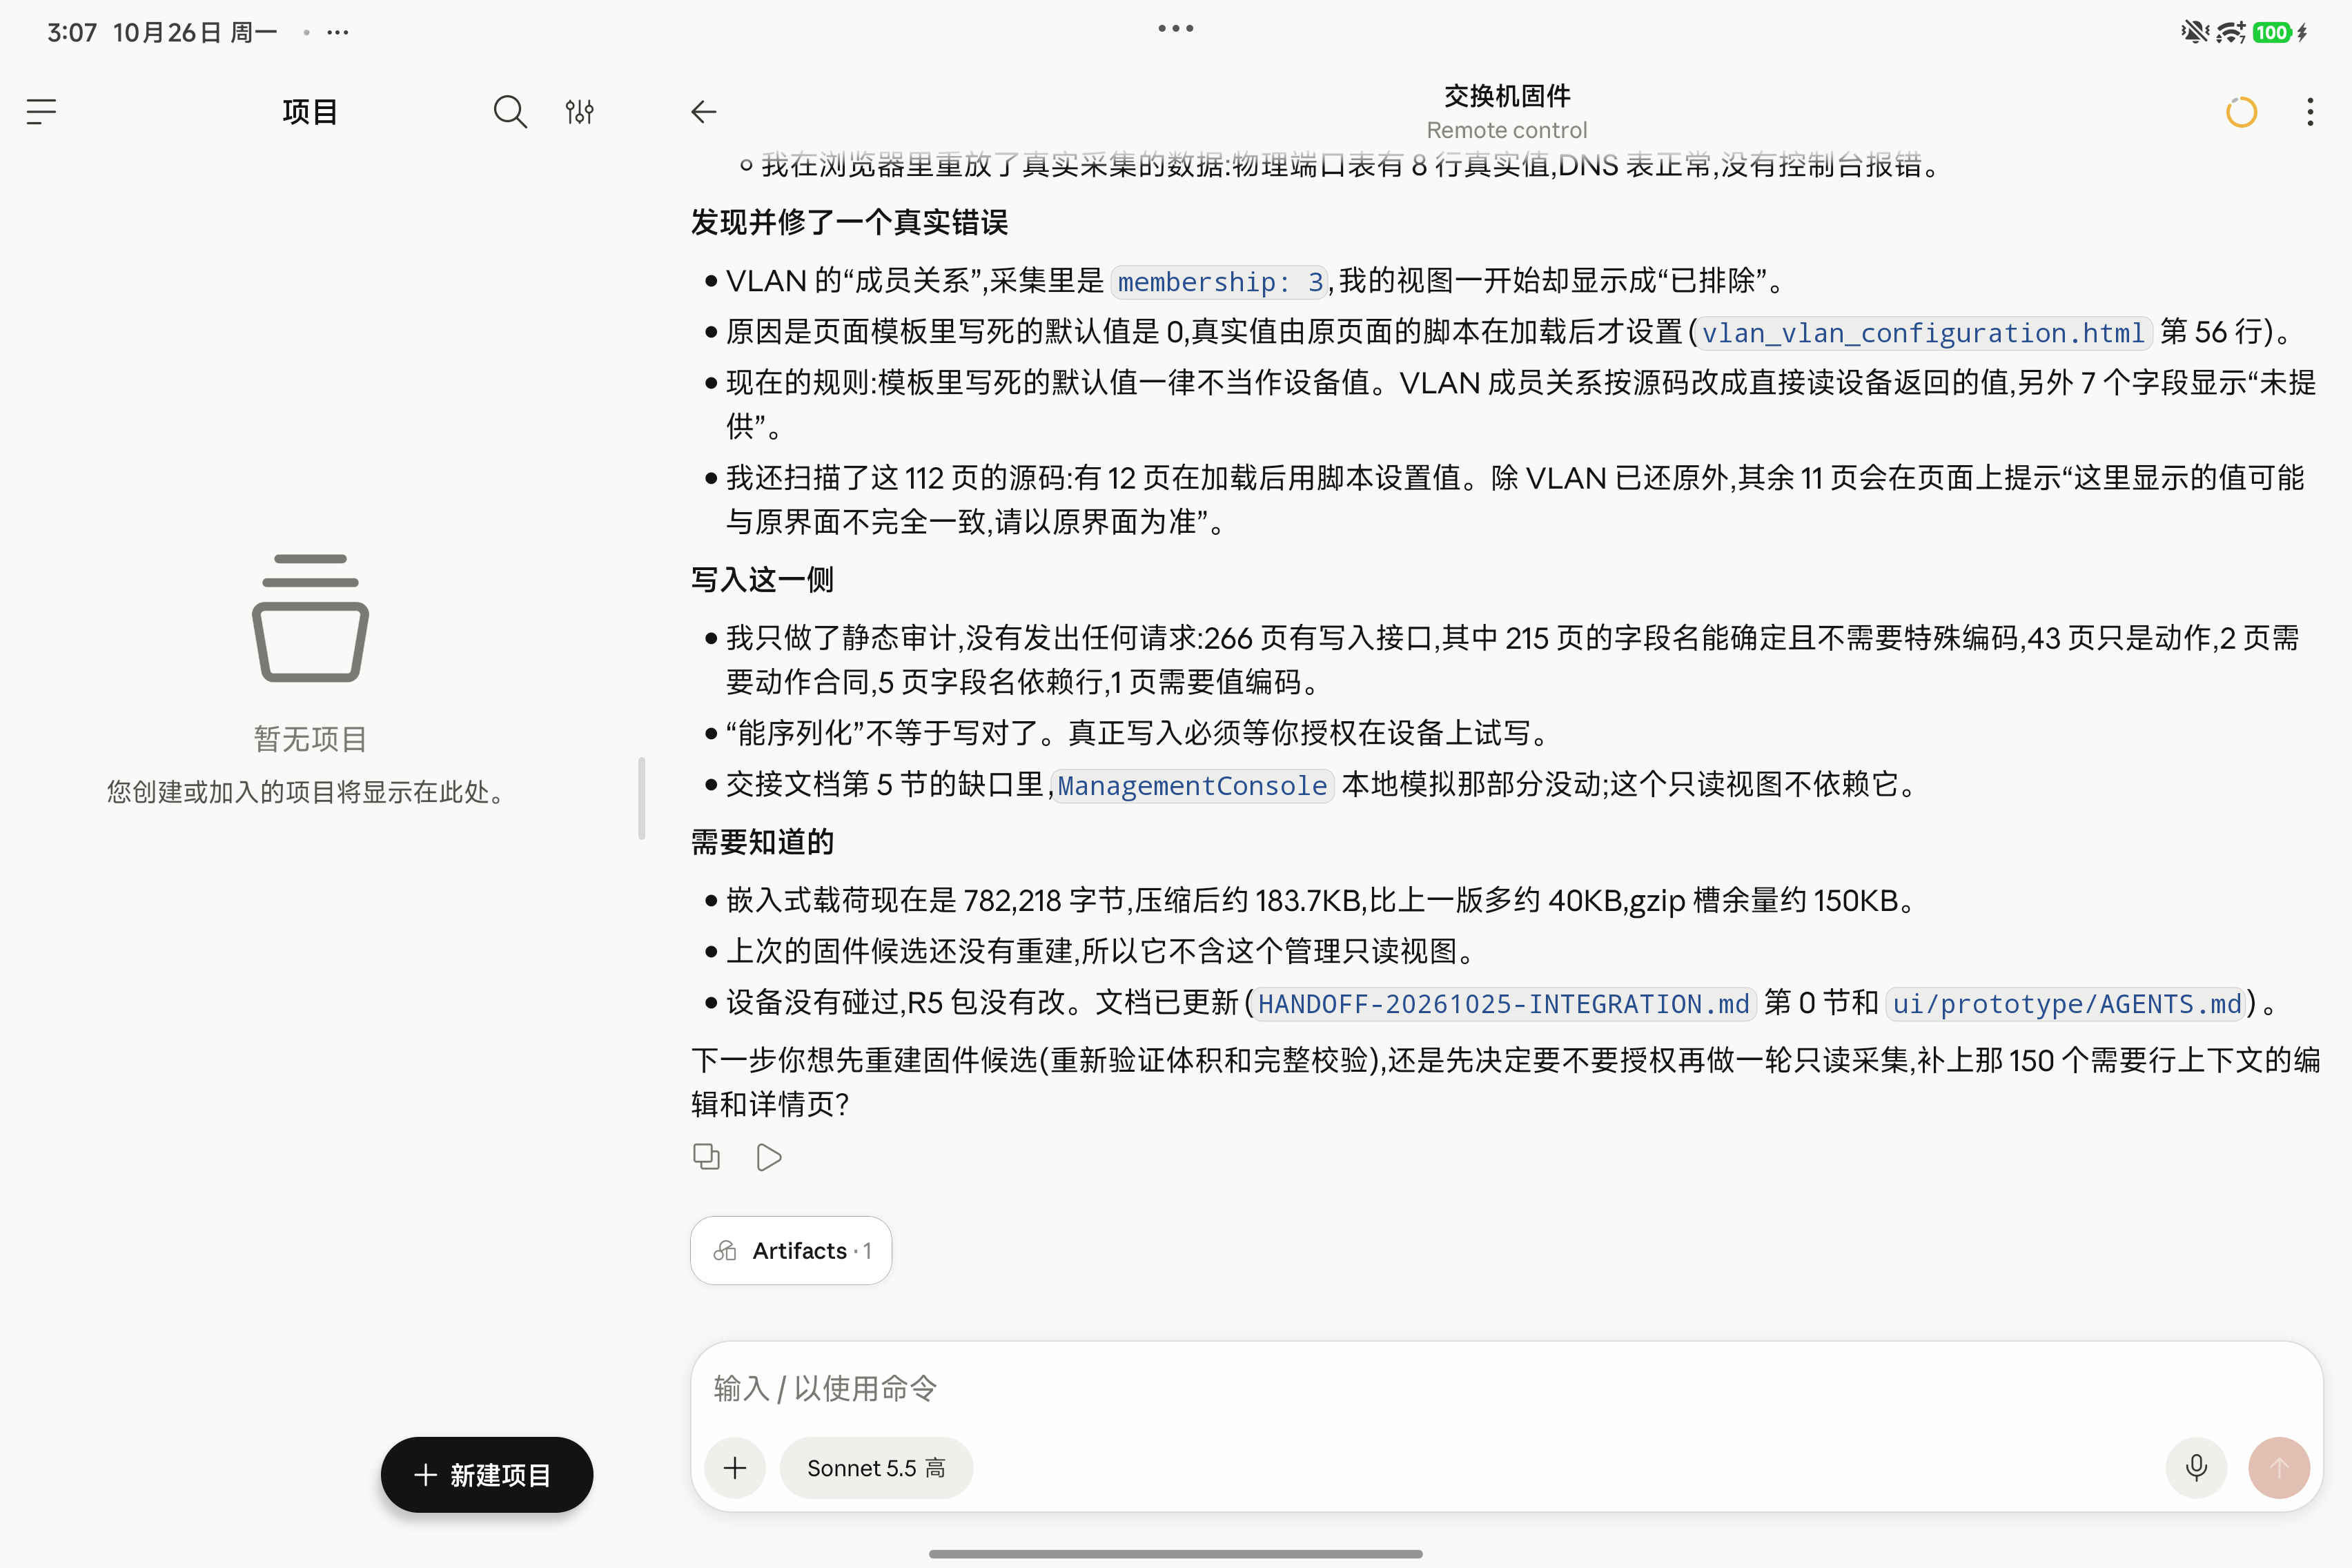 3:07 10月26日 周一
100
项目
交换机固件
Remote control
暂无项目
您创建或加入的项目将显示在此处。
新建项目
我在浏览器里重放了真实采集的数据:物理端口表有 8 行真实值,DNS 表正常,没有控制台报错。
发现并修了一个真实错误
VLAN 的“成员关系”,采集里是 membership: 3,我的视图一开始却显示成“已排除”。
原因是页面模板里写死的默认值是 0,真实值由原页面的脚本在加载后才设置(vlan_vlan_configuration.html 第 56 行)。
现在的规则:模板里写死的默认值一律不当作设备值。VLAN 成员关系按源码改成直接读设备返回的值,另外 7 个字段显示“未提
供”。
我还扫描了这 112 页的源码:有 12 页在加载后用脚本设置值。除 VLAN 已还原外,其余 11 页会在页面上提示“这里显示的值可能
与原界面不完全一致,请以原界面为准”。
写入这一侧
我只做了静态审计,没有发出任何请求:266 页有写入接口,其中 215 页的字段名能确定且不需要特殊编码,43 页只是动作,2 页需
要动作合同,5 页字段名依赖行,1 页需要值编码。
“能序列化”不等于写对了。真正写入必须等你授权在设备上试写。
交接文档第 5 节的缺口里,ManagementConsole 本地模拟那部分没动;这个只读视图不依赖它。
需要知道的
嵌入式载荷现在是 782,218 字节,压缩后约 183.7KB,比上一版多约 40KB,gzip 槽余量约 150KB。
上次的固件候选还没有重建,所以它不含这个管理只读视图。
设备没有碰过,R5 包没有改。文档已更新(HANDOFF-20261025-INTEGRATION.md 第 0 节和 ui/prototype/AGENTS.md)。
下一步你想先重建固件候选(重新验证体积和完整校验),还是先决定要不要授权再做一轮只读采集,补上那 150 个需要行上下文的编
辑和详情页?
Artifacts · 1
输入 / 以使用命令
Sonnet 5.5 高